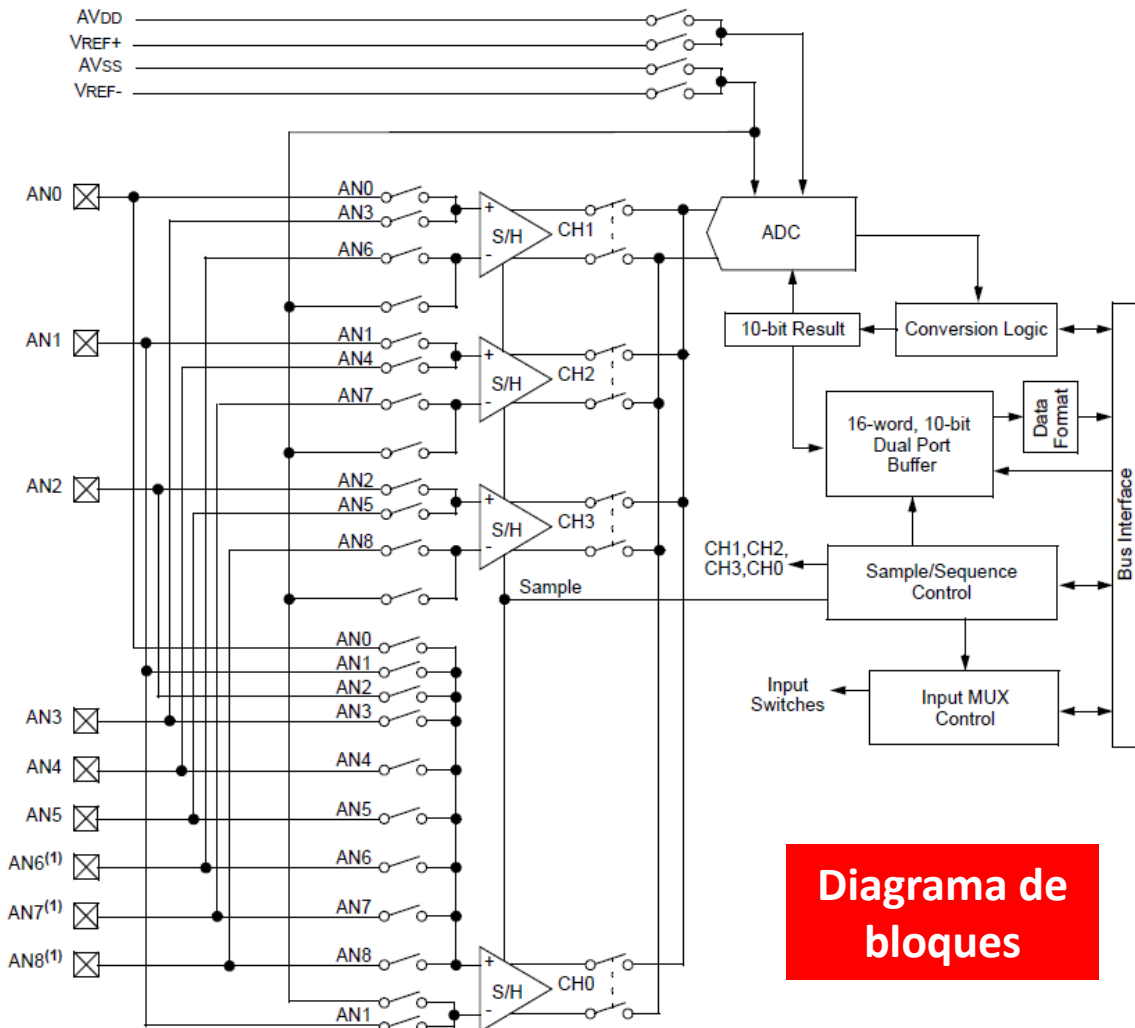 AVDD
VREF+
AVSS
VREF-
AN0
AN0
AN3
AN6
+
-
S/H
CH1
ADC
AN1
AN1
AN4
AN7
+
-
S/H
CH2
10-bit Result
Conversion Logic
16-word, 10-bit
Dual Port
Buffer
Data
Format
Bus Interface
AN2
AN2
AN5
AN8
+
-
S/H
CH3
CH1,CH2,
CH3,CH0
Sample/Sequence
Control
Sample
AN0
AN1
AN2
AN3
AN3
Input
Switches
Input MUX
Control
AN4
AN4
AN5
AN5
AN6(1)
AN6
AN7(1)
AN7
AN8(1)
AN8
+
-
S/H
CH0
AN1
Diagrama de
bloques